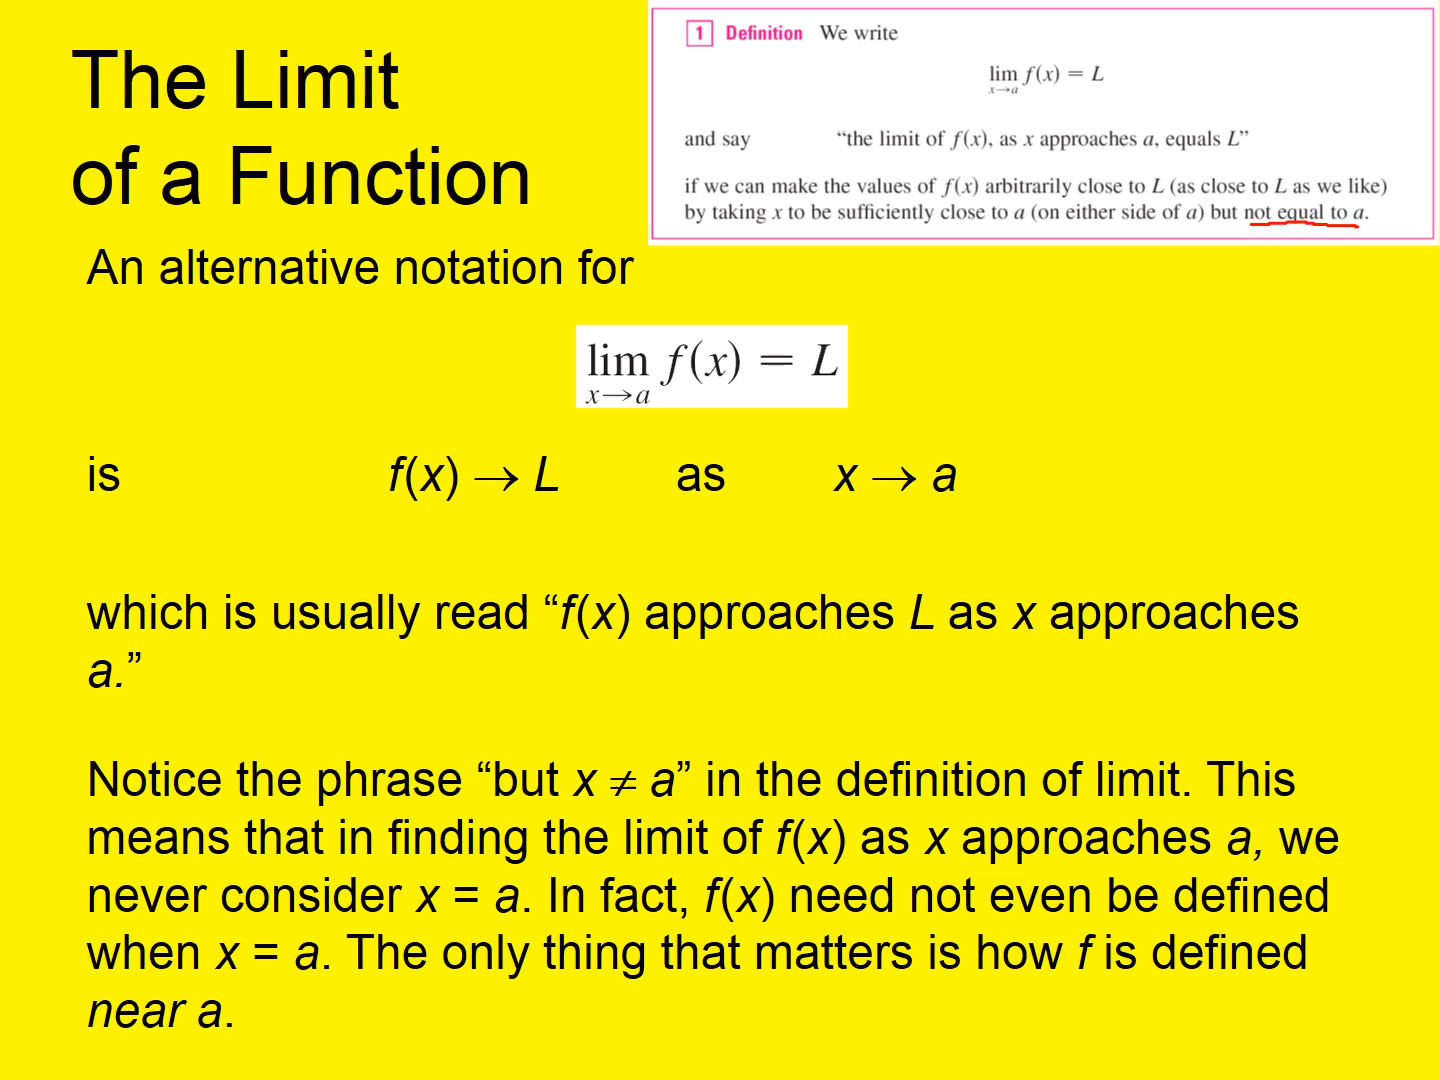 The Limit
of a Function
1 Definition We write
lim f(x) = L
x→a
and say “the limit of f(x), as x approaches a, equals L”
if we can make the values of f(x) arbitrarily close to L (as close to L as we like)
by taking x to be sufficiently close to a (on either side of a) but not equal to a.
An alternative notation for
lim f(x) = L
x→a
is f(x) → L as x → a
which is usually read “f(x) approaches L as x approaches
a.”
Notice the phrase “but x ≠ a” in the definition of limit. This
means that in finding the limit of f(x) as x approaches a, we
never consider x = a. In fact, f(x) need not even be defined
when x = a. The only thing that matters is how f is defined
near a.